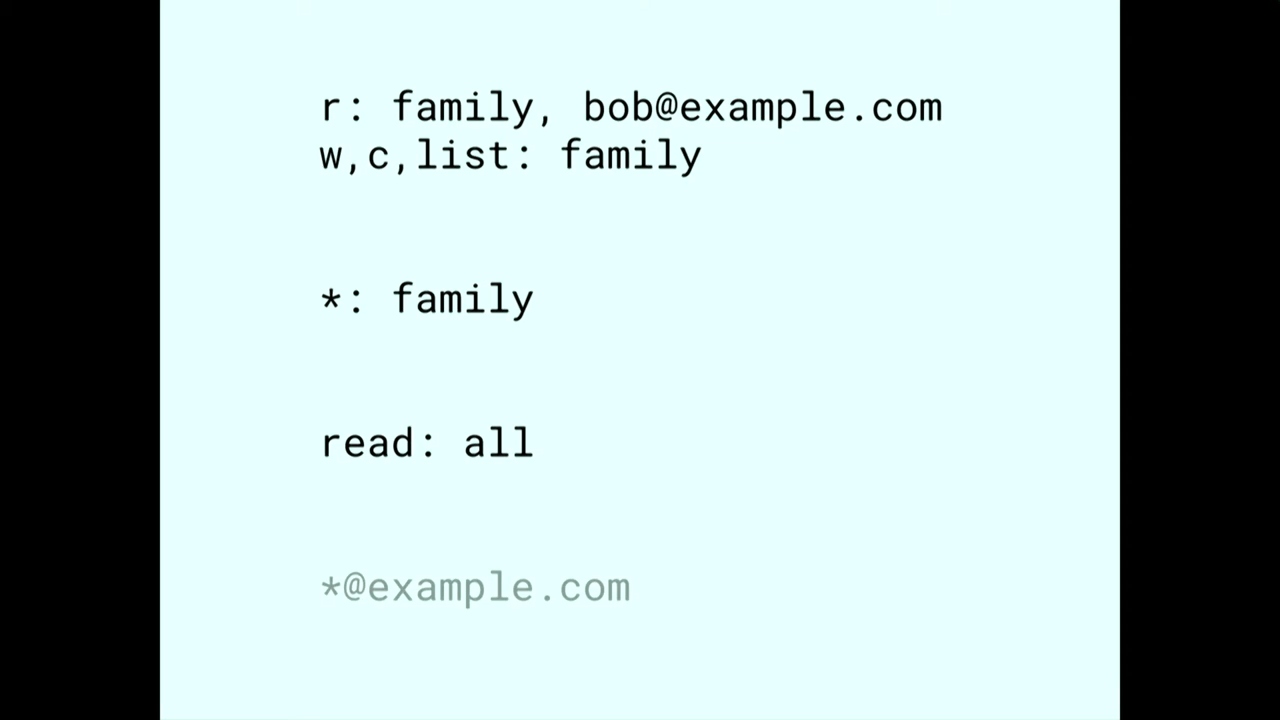 r: family, bob@example.com
w,c,list: family
*: family
read: all
*@example.com